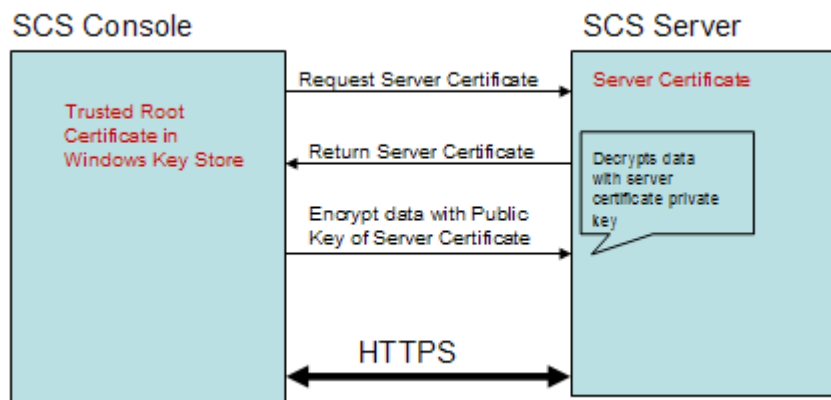 SCS Console
SCS Server
Request Server Certificate
Server Certificate
Trusted Root
Certificate in
Windows Key Store
Return Server Certificate
Decrypts data
with server
certificate private
key
Encrypt data with Public
Key of Server Certificate
HTTPS